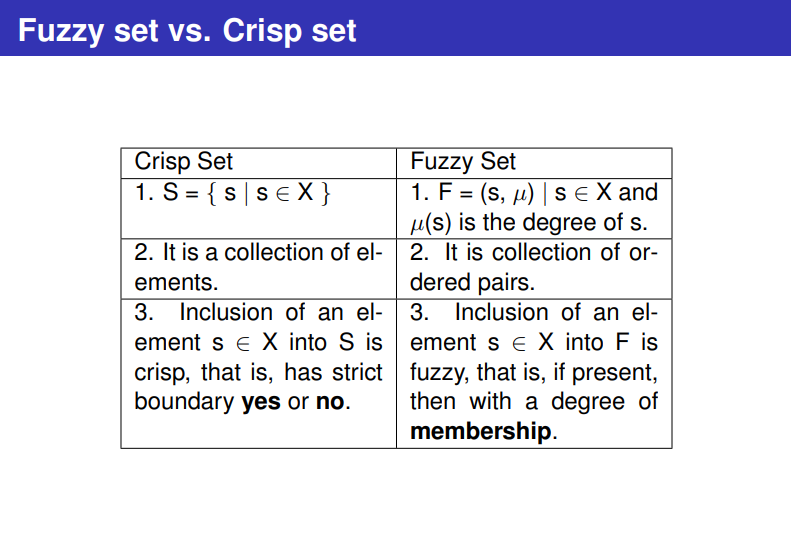 Fuzzy set vs. Crisp set
Crisp Set
Fuzzy Set
1. S = { s | s ∈ X }
1. F = (s, μ) | s ∈ X and
μ(s) is the degree of s.
2. It is a collection of el-
ements.
2. It is collection of or-
dered pairs.
3. Inclusion of an el-
ement s ∈ X into S is
crisp, that is, has strict
boundary yes or no.
3. Inclusion of an el-
ement s ∈ X into F is
fuzzy, that is, if present,
then with a degree of
membership.